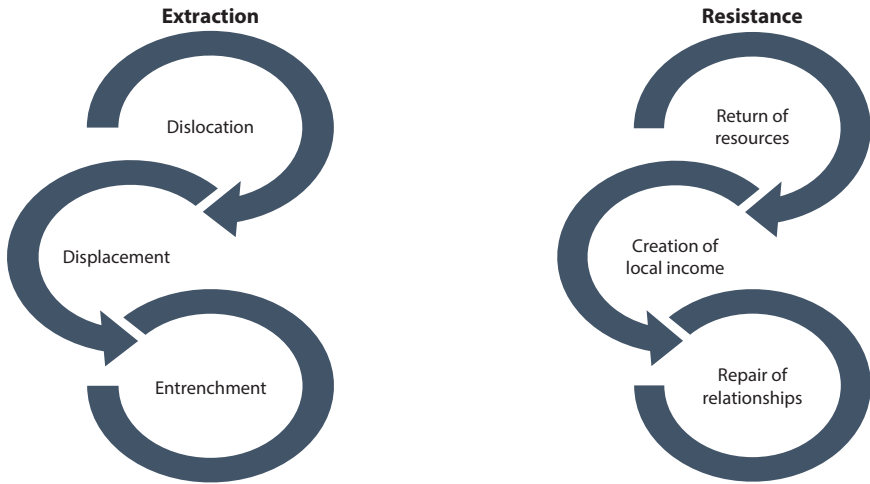 Extraction
Dislocation
Displacement
Entrenchment
Resistance
Return of
resources
Creation of
local income
Repair of
relationships